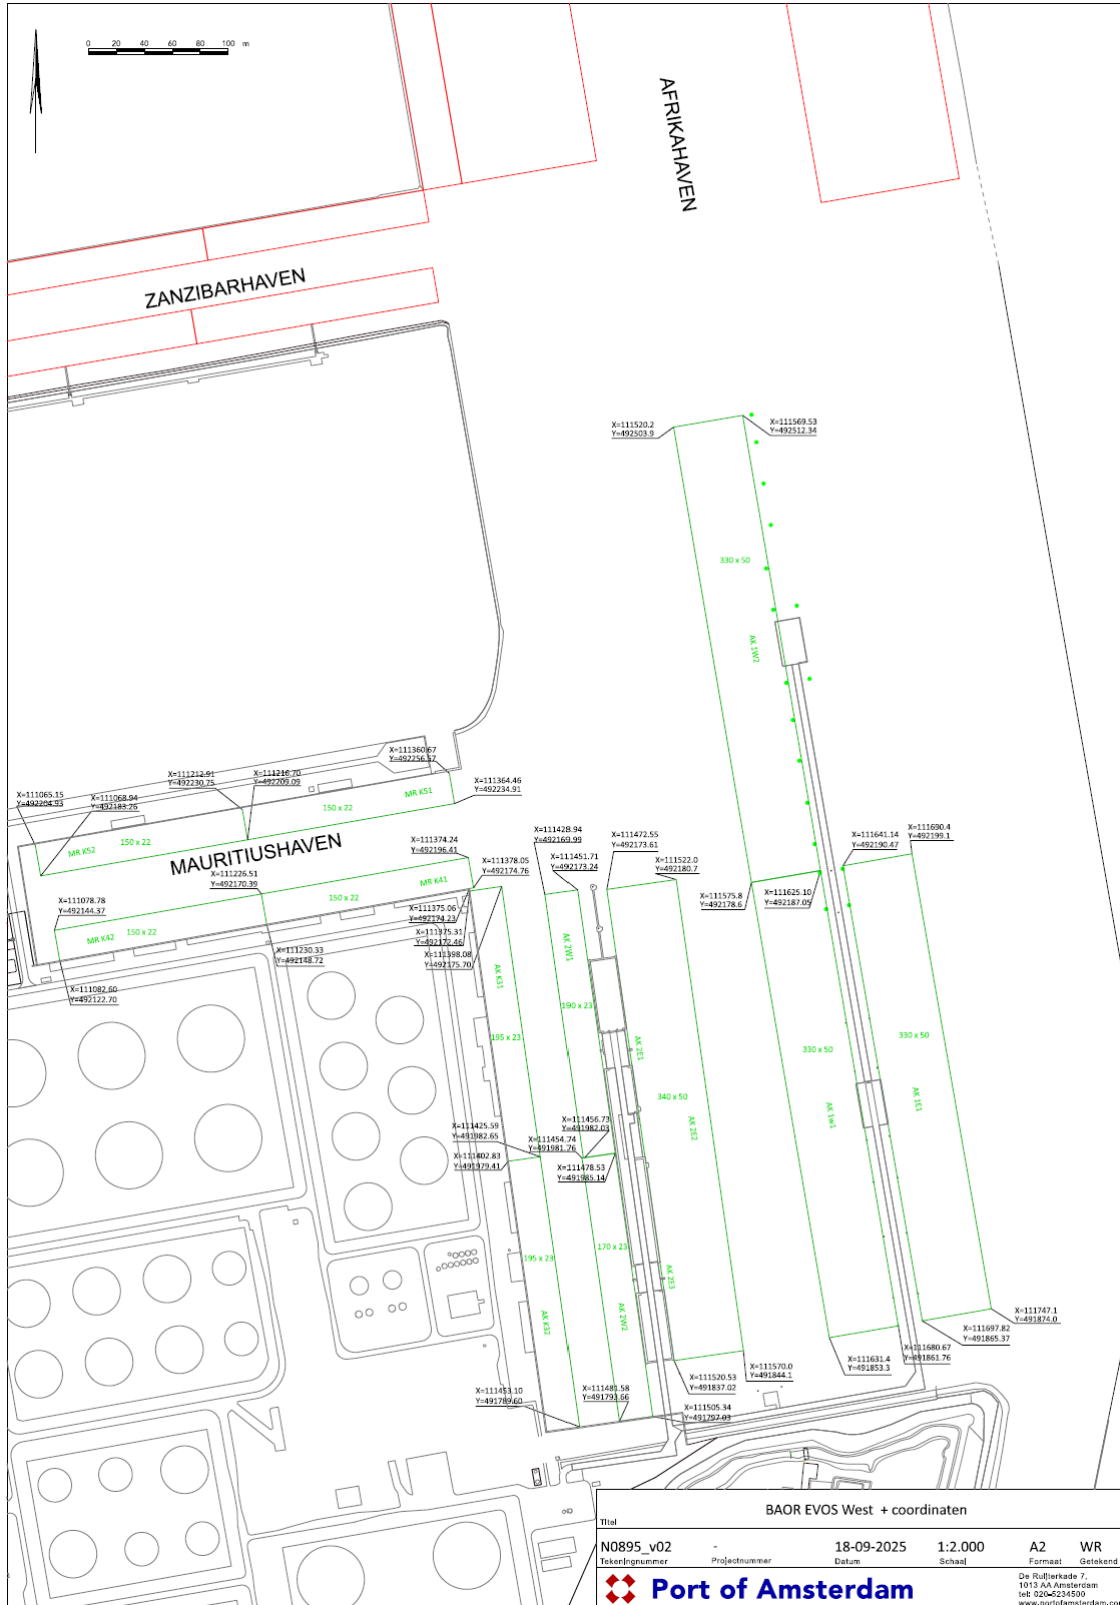 0 20 40 60 80 100 m
AFRIKAHAVEN
ZANZIBARHAVEN
X=111520.2
Y=492503.9
X=111569.53
Y=492512.34
330 x 50
AK 1W2
X=111360.67
Y=492256.57
X=111212.91
Y=492230.75
X=111216.70
Y=492209.09
X=111065.15
Y=492204.93
X=111068.94
Y=492183.26
X=111364.46
Y=492234.91
MR K51
150 x 22
150 x 22
MR K52
MAURITIUSHAVEN
X=111374.24
Y=492196.41
X=111378.05
Y=492174.76
X=111226.51
Y=492170.39
MR K41
150 x 22
X=111078.78
Y=492144.37
MR K42
150 x 22
X=111375.06
Y=492174.23
X=111375.31
Y=492172.46
X=111398.08
Y=492175.70
X=111230.33
Y=492148.72
X=111082.60
Y=492122.70
X=111428.94
Y=492169.99
X=111451.71
Y=492173.24
X=111472.55
Y=492173.61
X=111522.0
Y=492180.7
X=111575.8
Y=492178.6
X=111625.10
Y=492187.05
X=111641.14
Y=492190.47
X=111690.4
Y=492199.1
AK K31
195 x 23
AK 2W1
190 x 23
AK 2E1
340 x 50
AK 2E2
330 x 50
AK 1w1
330 x 50
AK 1E1
X=111425.59
Y=491982.65
X=111402.83
Y=491979.41
X=111454.74
Y=491981.76
X=111456.73
Y=491982.03
X=111478.53
Y=491985.14
195 x 23
AK K32
170 x 23
AK 2W2
AK 2E3
X=111453.10
Y=491789.60
X=111481.58
Y=491793.66
X=111505.34
Y=491797.03
X=111520.53
Y=491837.02
X=111570.0
Y=491844.1
X=111631.4
Y=491853.3
X=111680.67
Y=491861.76
X=111697.82
Y=491865.37
X=111747.1
Y=491874.0
BAOR EVOS West + coordinaten
Titel
N0895_v02 - 18-09-2025 1:2.000 A2 WR
Tekeningnummer Projectnummer Datum Schaal Formaat Getekend
Port of Amsterdam
De Ruijterkade 7,
1013 AA Amsterdam
tel: 020-5234500
www.portofamsterdam.com